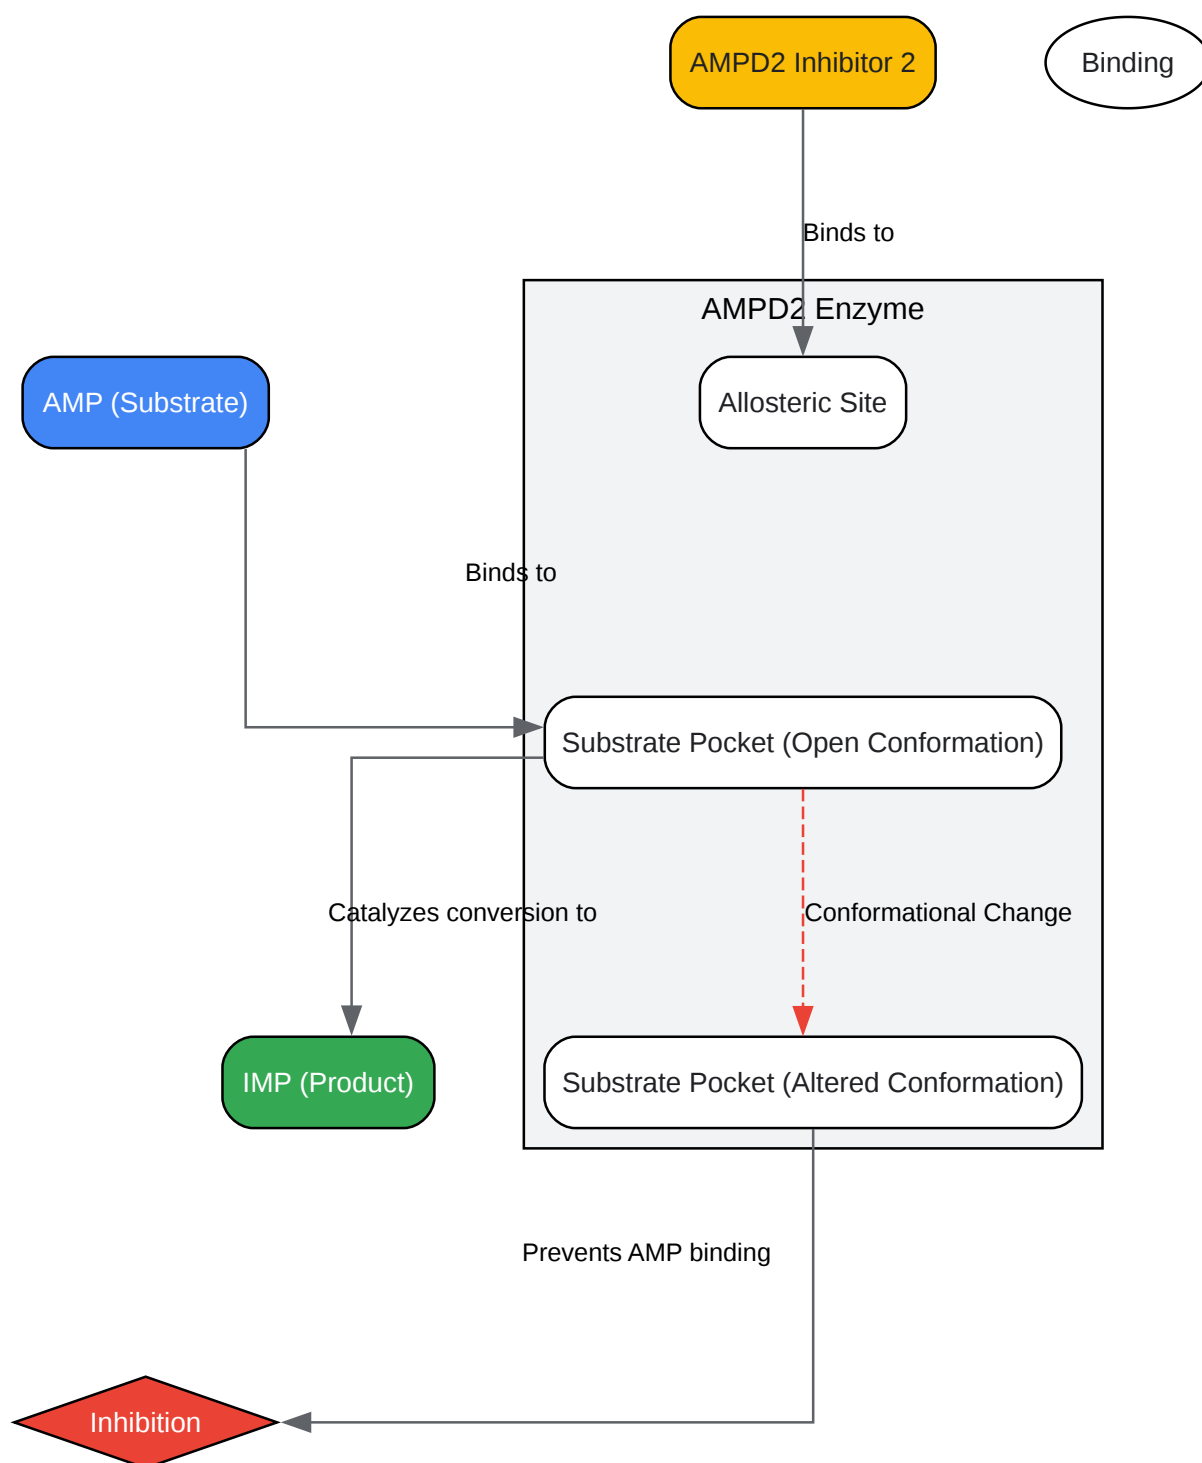 AMPD2 Inhibitor 2
Binding
Binds to
AMPD2 Enzyme
AMP (Substrate)
Allosteric Site
Binds to
Substrate Pocket (Open Conformation)
Catalyzes conversion to
Conformational Change
IMP (Product)
Substrate Pocket (Altered Conformation)
Prevents AMP binding
Inhibition